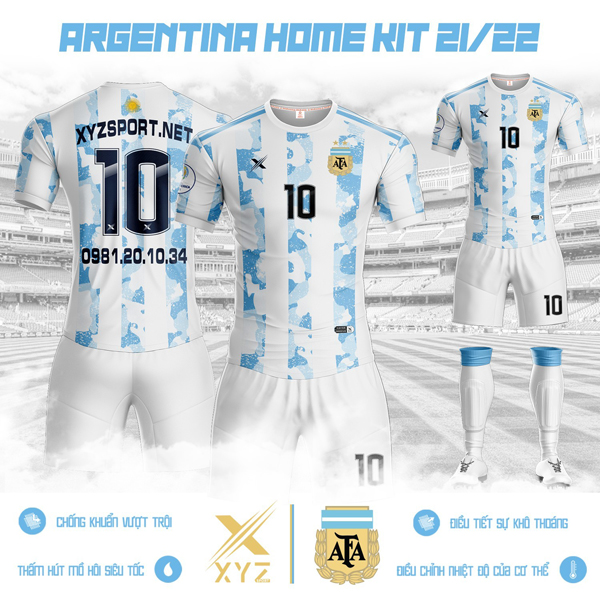 ARGENTINA HOME KIT 21/22
XYZSPORT.NET
10
0981.20.10.34
AFA
10
10
AFA
10
10
10
CHỐNG KHUẨN VƯỢT TRỘI
THẤM HÚT MỒ HÔI SIÊU TỐC
XYZ
AFA
ĐIỀU TIẾT SỰ KHÔ THOÁNG
ĐIỀU CHỈNH NHIỆT ĐỘ CỦA CƠ THỂ